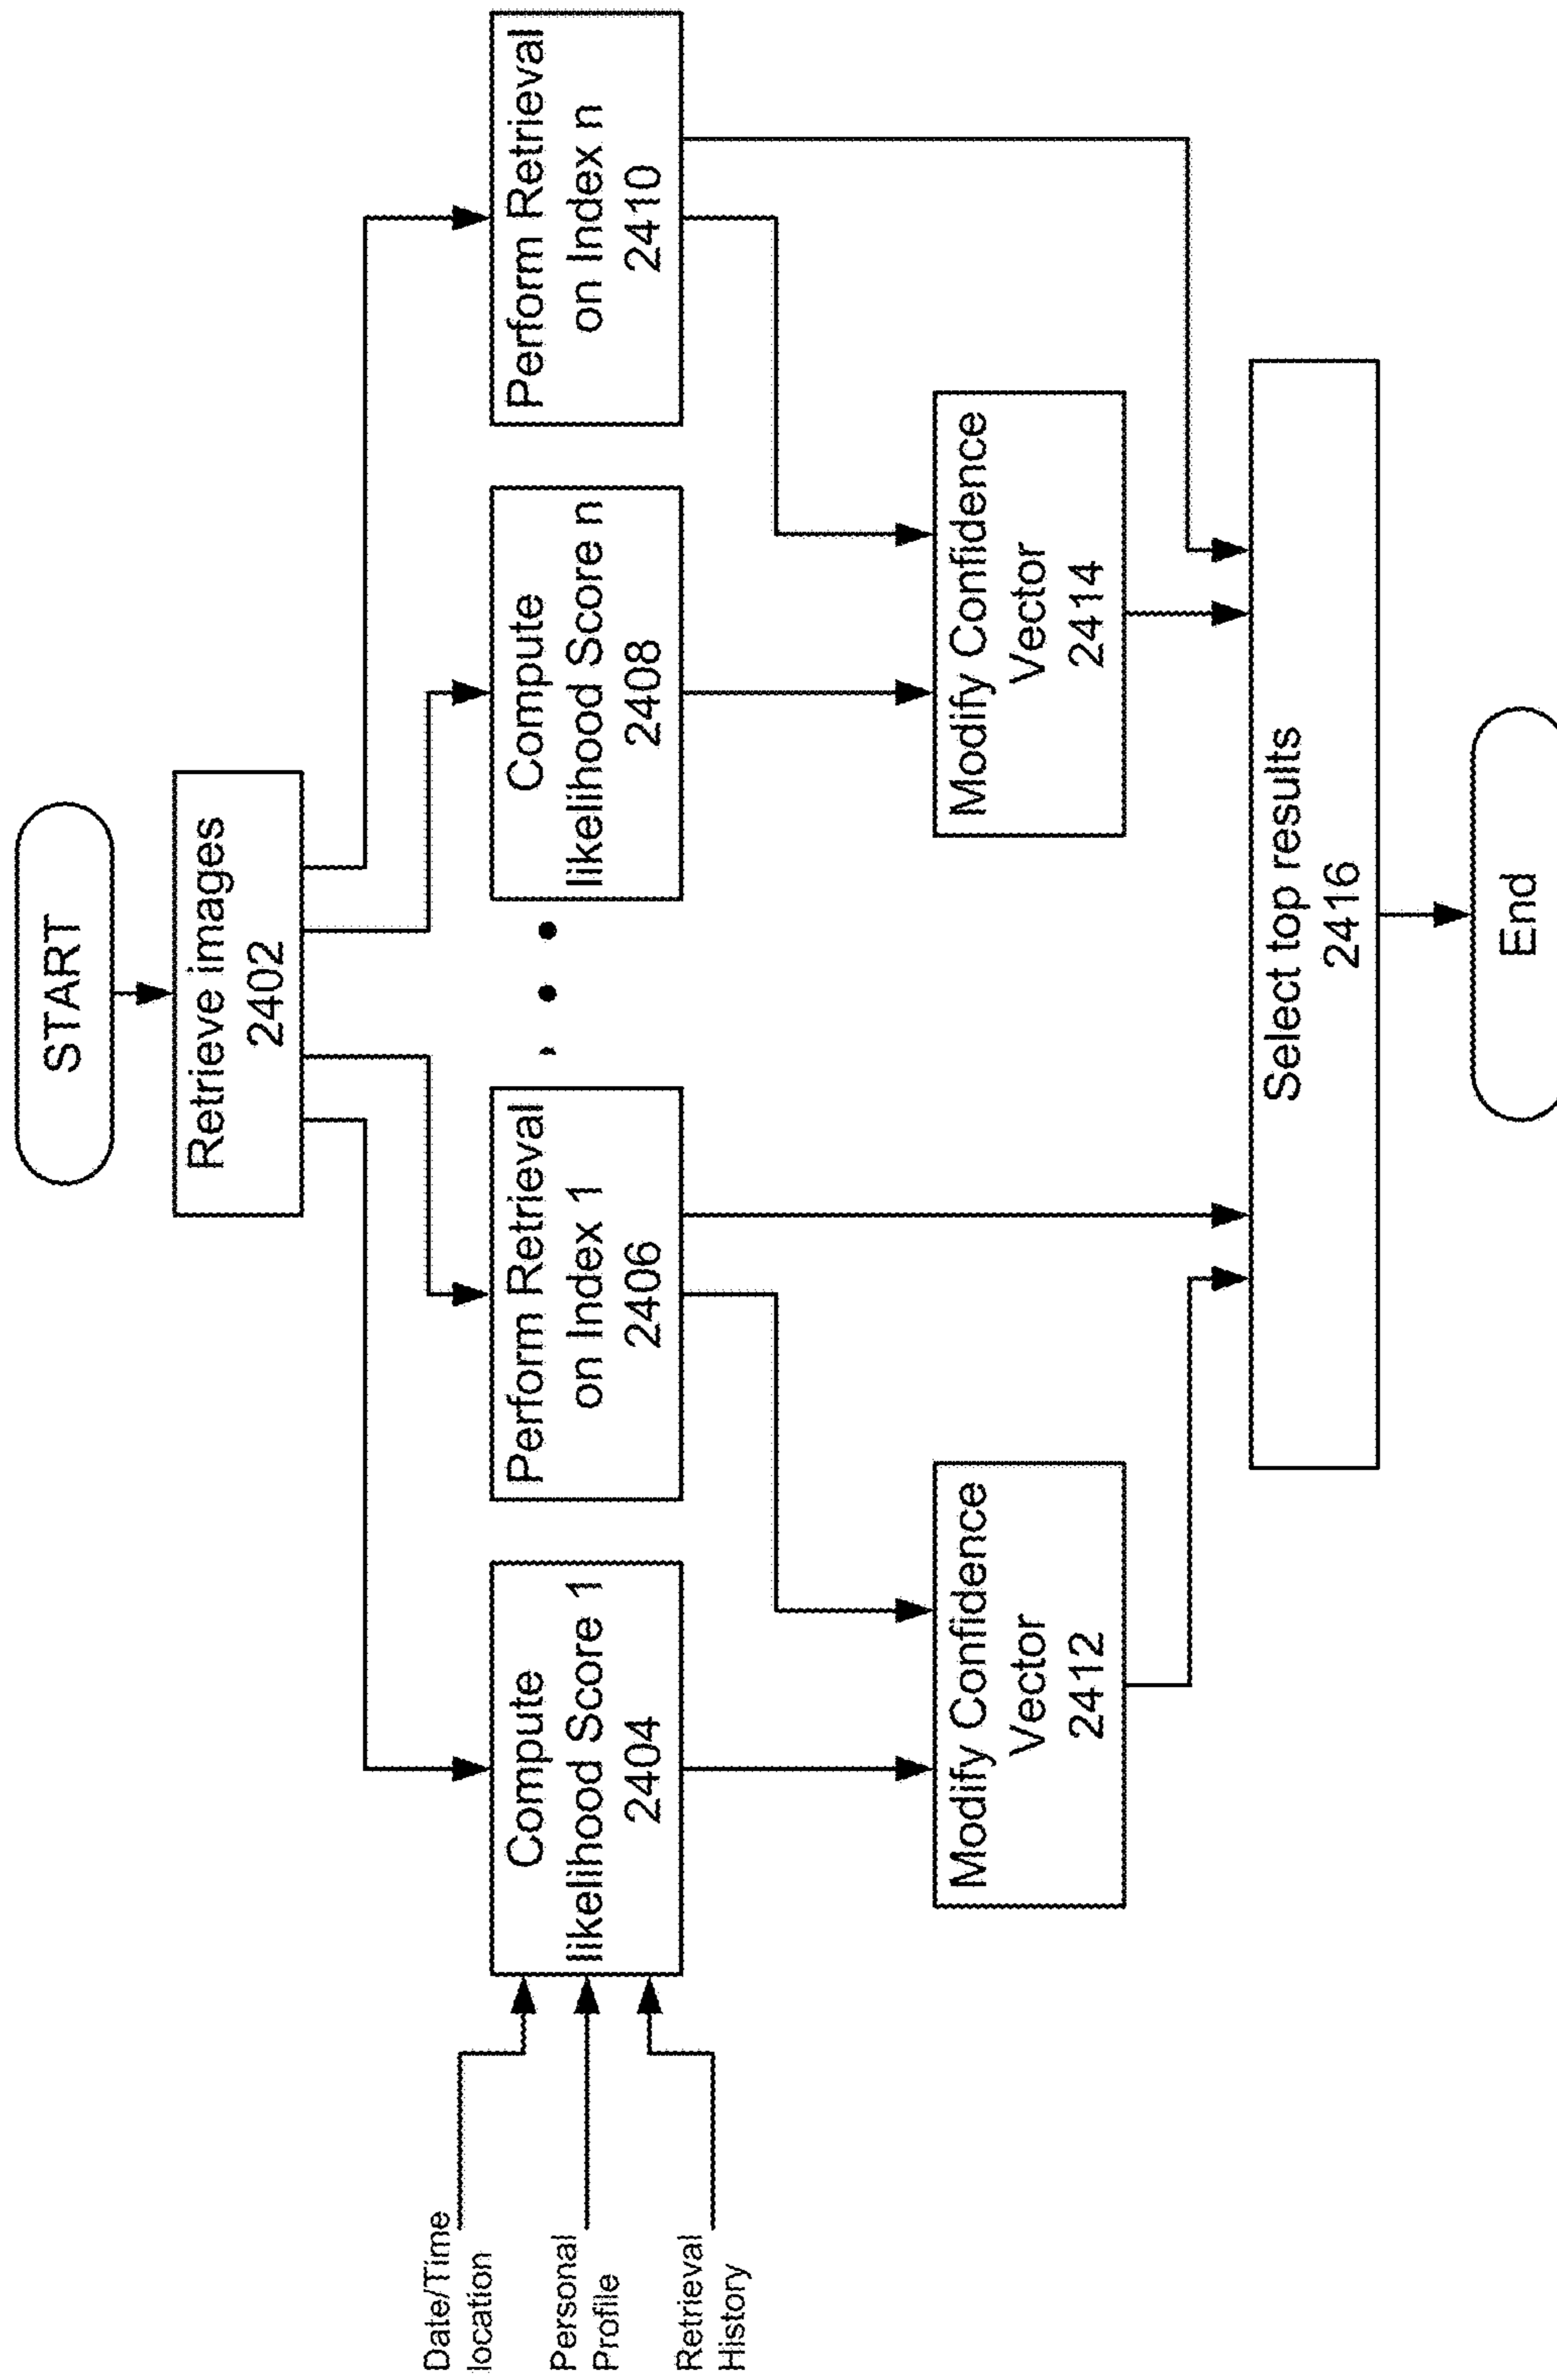 START
Retrieve images
2402
Date/Time
location
Personal
Profile
Retrieval
History
Compute
likelihood Score 1
2404
Perform Retrieval
on Index 1
2406
Compute
likelihood Score n
2408
Perform Retrieval
on Index n
2410
Modify Confidence
Vector
2412
Modify Confidence
Vector
2414
Select top results
2416
End